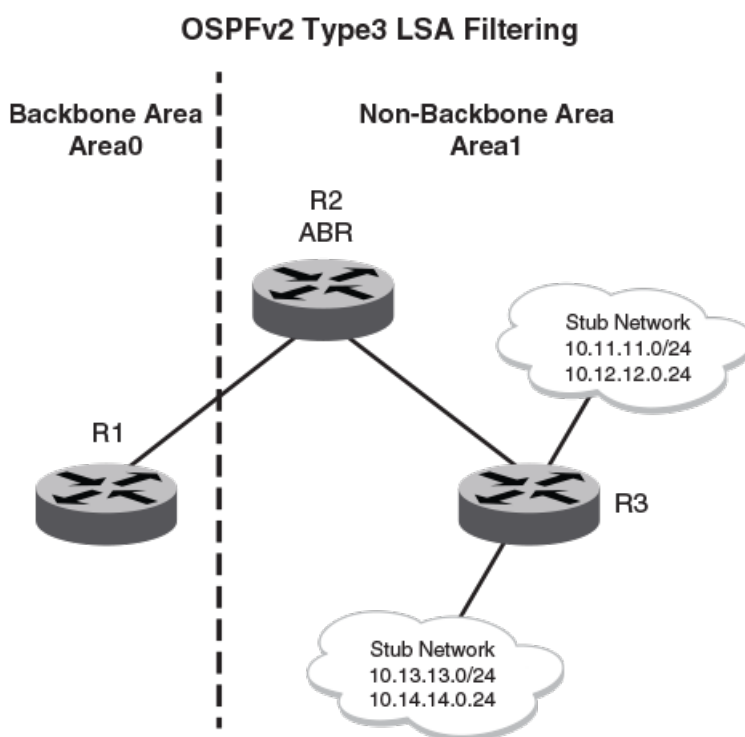 OSPFv2 Type3 LSA Filtering
Backbone Area
Area0
Non-Backbone Area
Area1
R2
ABR
Stub Network
10.11.11.0/24
10.12.12.0.24
R1
R3
Stub Network
10.13.13.0/24
10.14.14.0.24